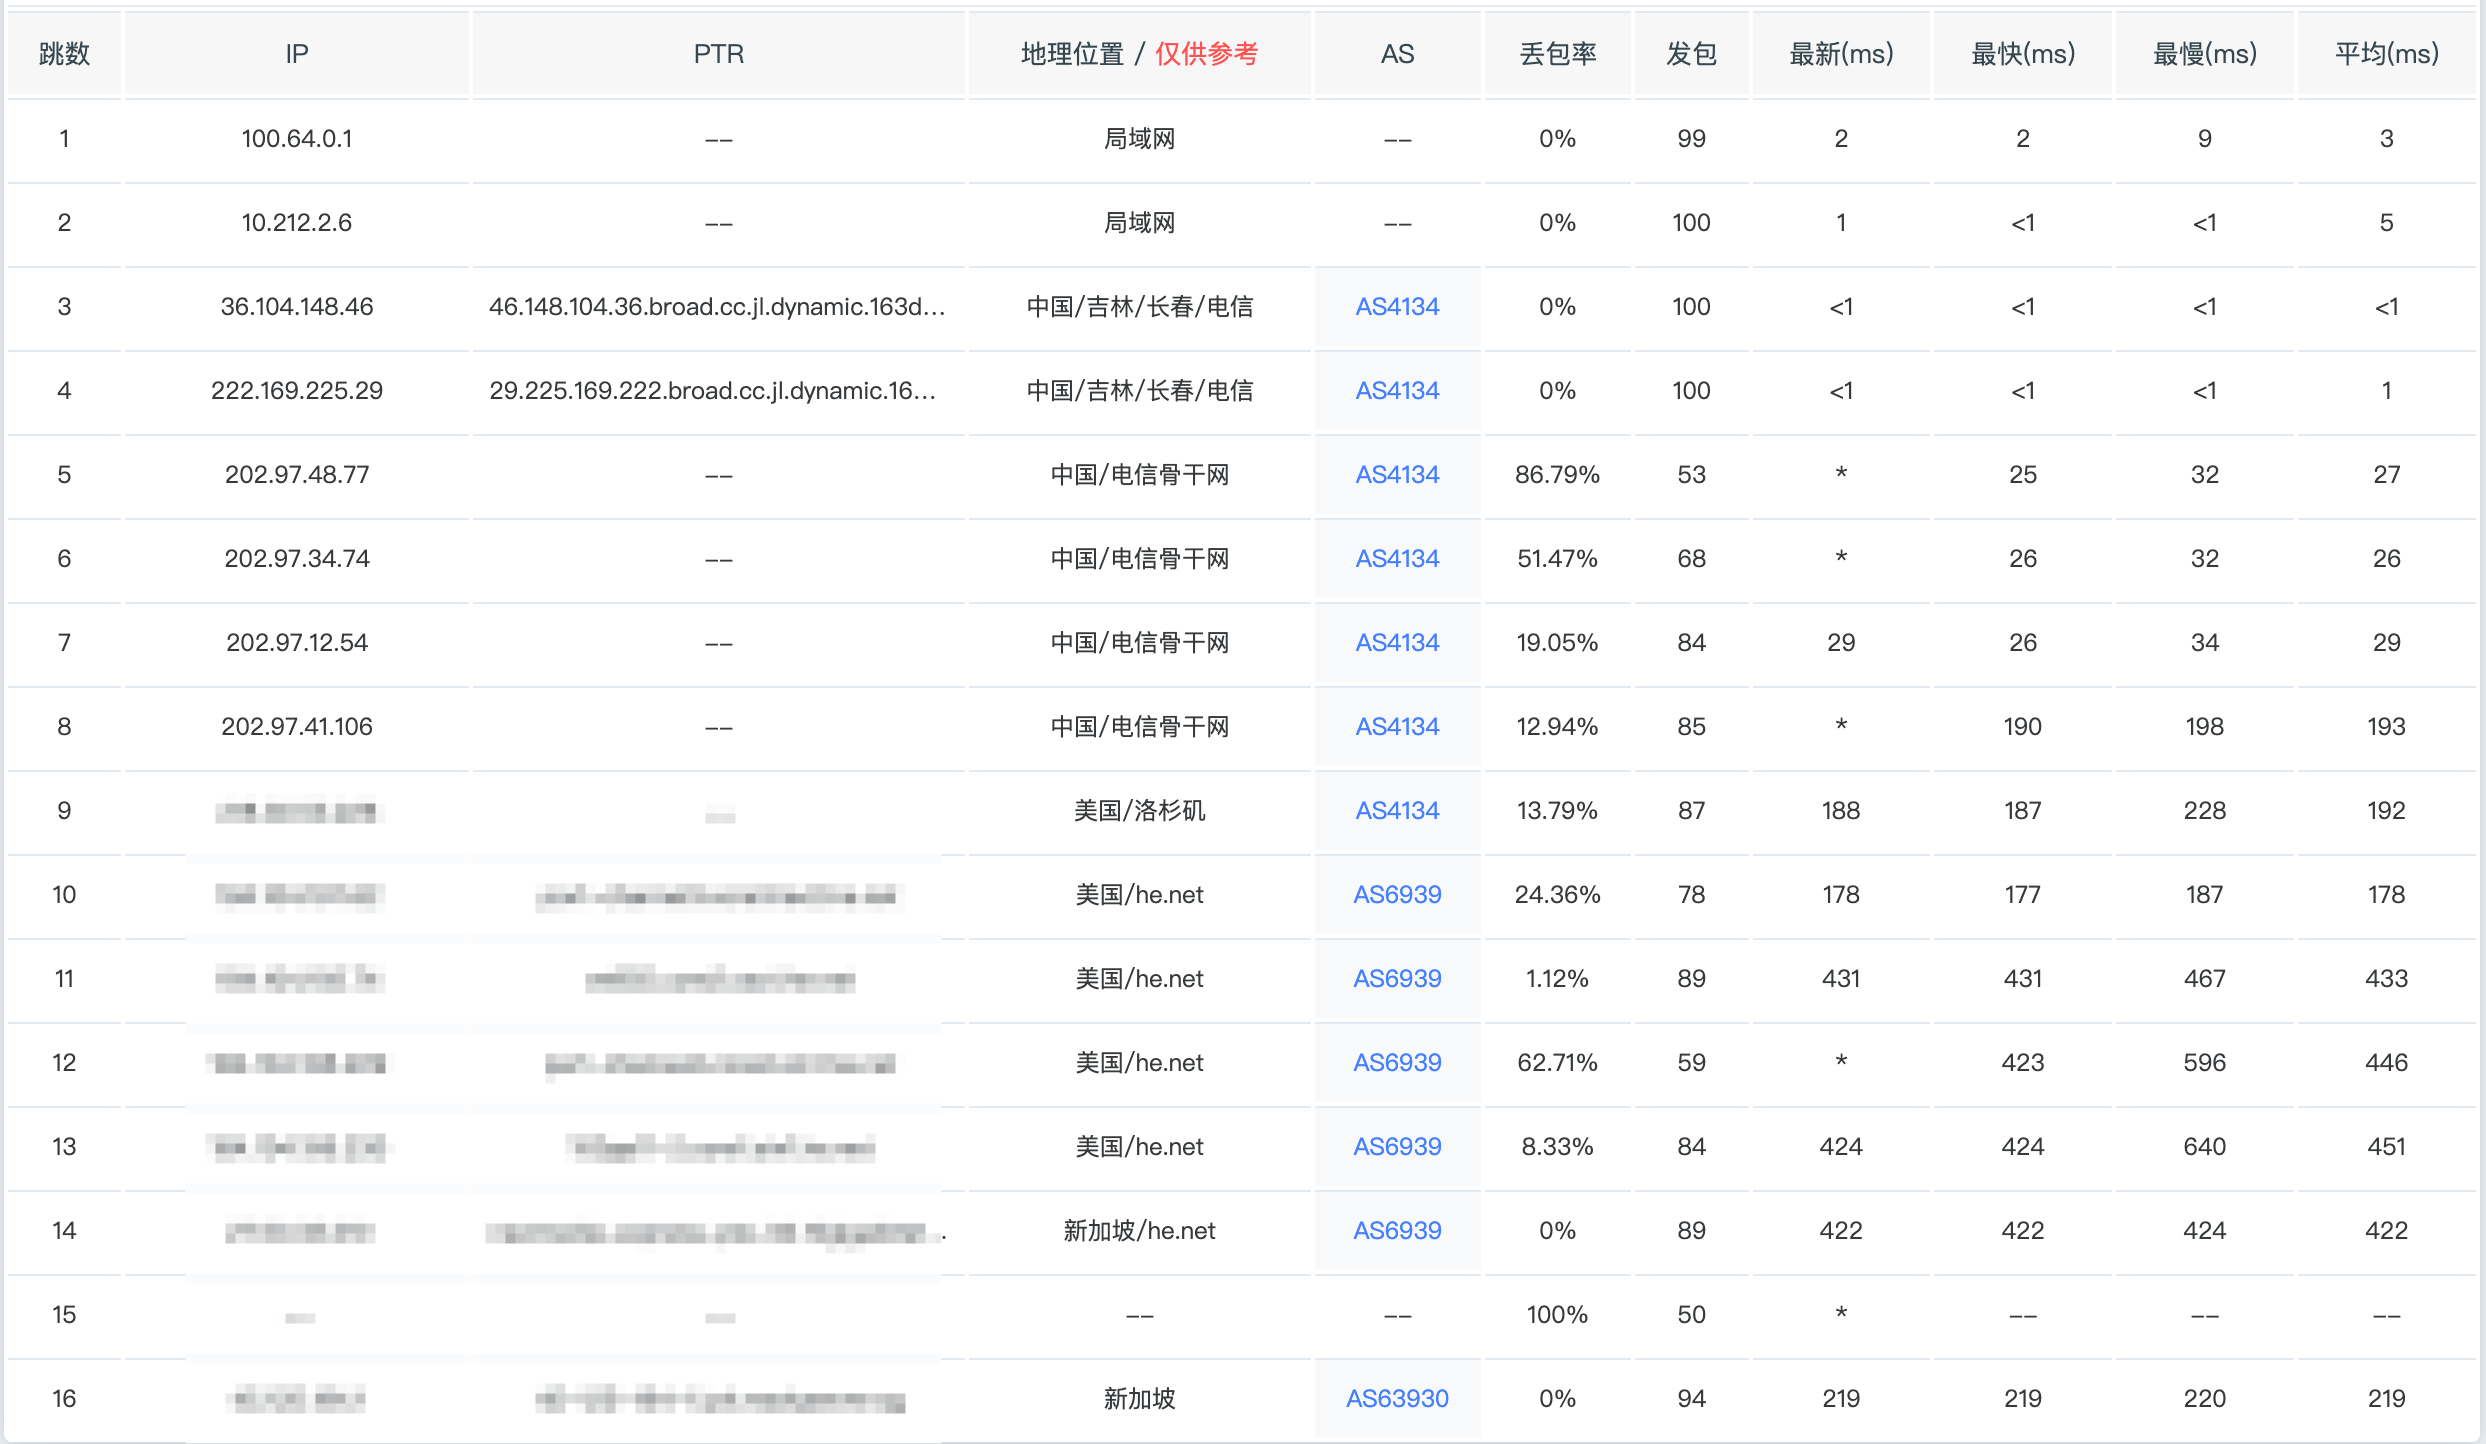 跳数 IP PTR 地理位置 / 仅供参考 AS 丢包率 发包 最新(ms) 最快(ms) 最慢(ms) 平均(ms)
1 100.64.0.1 -- 局域网 -- 0% 99 2 2 9 3
2 10.212.2.6 -- 局域网 -- 0% 100 1 <1 <1 5
3 36.104.148.46 46.148.104.36.broad.cc.jl.dynamic.163d... 中国/吉林/长春/电信 AS4134 0% 100 <1 <1 <1 <1
4 222.169.225.29 29.225.169.222.broad.cc.jl.dynamic.16... 中国/吉林/长春/电信 AS4134 0% 100 <1 <1 <1 1
5 202.97.48.77 -- 中国/电信骨干网 AS4134 86.79% 53 * 25 32 27
6 202.97.34.74 -- 中国/电信骨干网 AS4134 51.47% 68 * 26 32 26
7 202.97.12.54 -- 中国/电信骨干网 AS4134 19.05% 84 29 26 34 29
8 202.97.41.106 -- 中国/电信骨干网 AS4134 12.94% 85 * 190 198 193
9 美国/洛杉矶 AS4134 13.79% 87 188 187 228 192
10 美国/he.net AS6939 24.36% 78 178 177 187 178
11 美国/he.net AS6939 1.12% 89 431 431 467 433
12 美国/he.net AS6939 62.71% 59 * 423 596 446
13 美国/he.net AS6939 8.33% 84 424 424 640 451
14 新加坡/he.net AS6939 0% 89 422 422 424 422
15 -- -- 100% 50 * -- -- --
16 新加坡 AS63930 0% 94 219 219 220 219